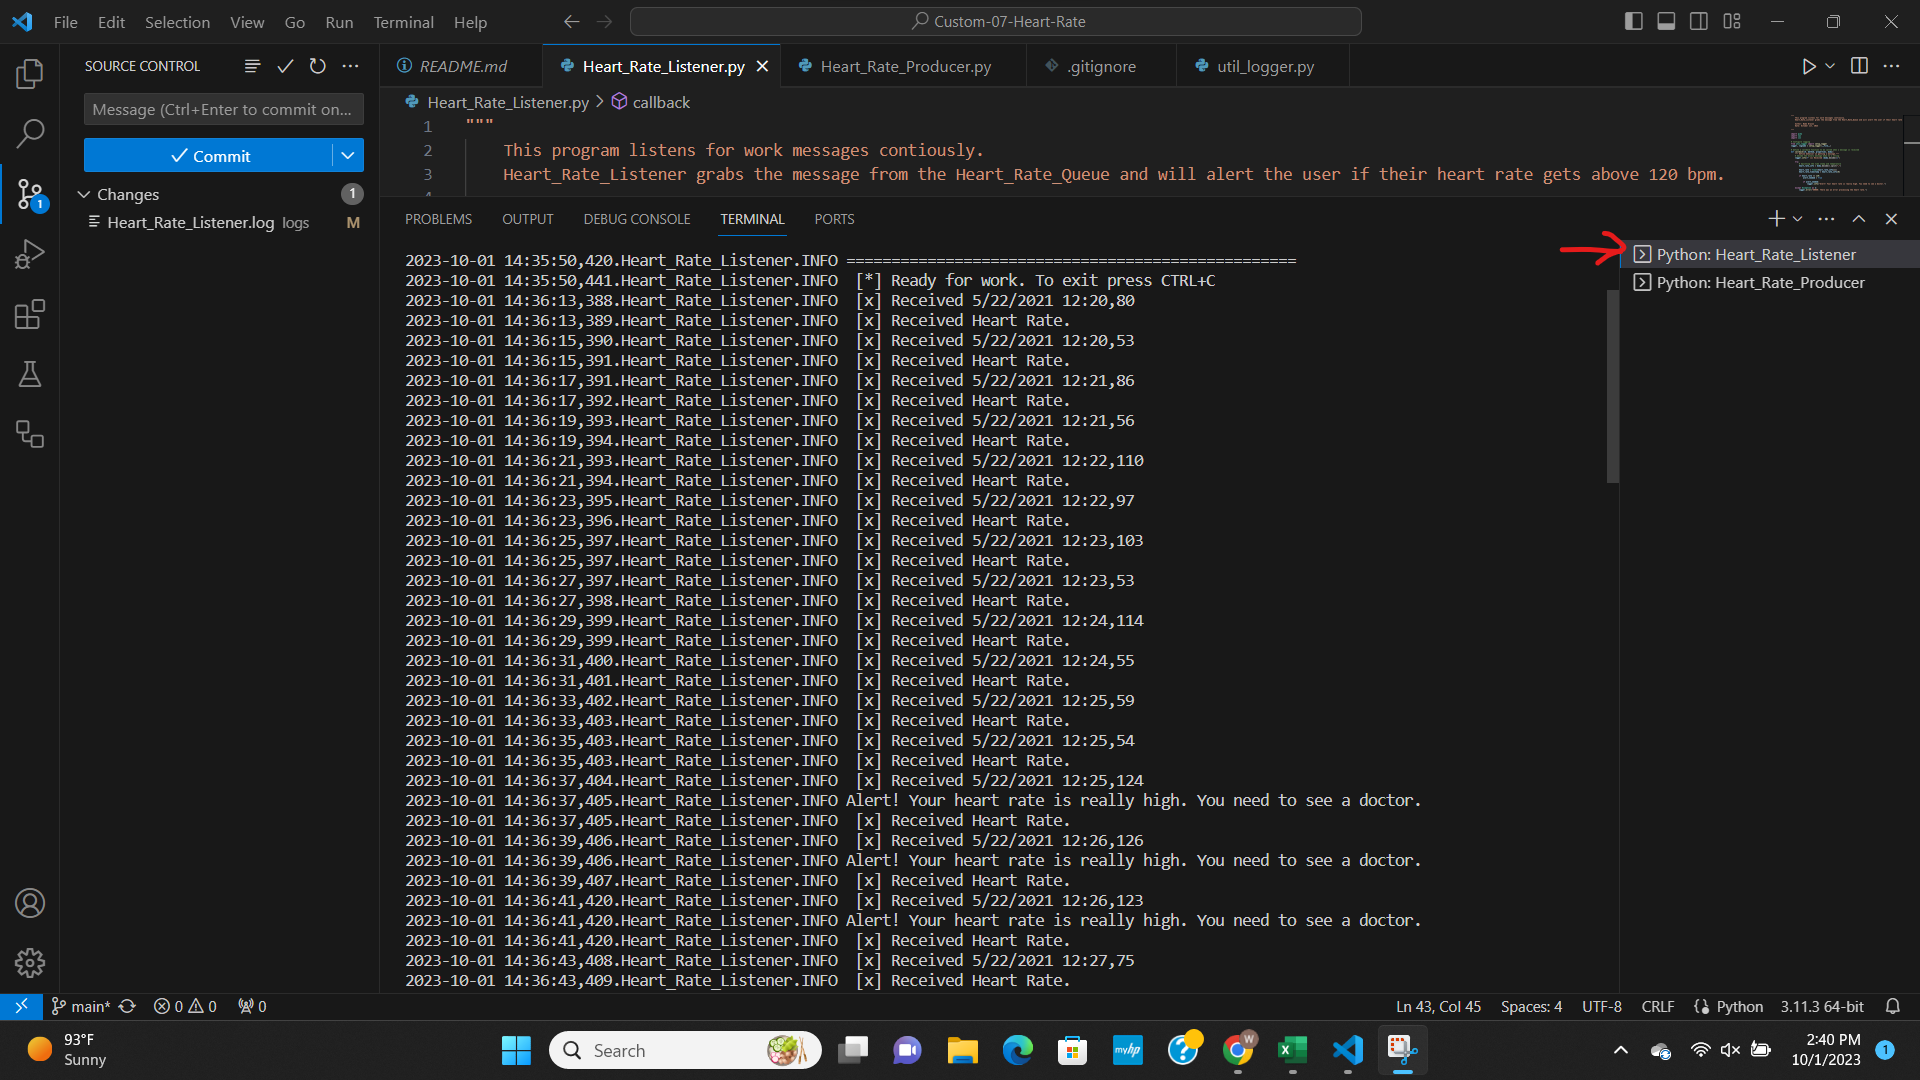 File Edit Selection View Go Run Terminal Help
Custom-07-Heart-Rate
SOURCE CONTROL
Message (Ctrl+Enter to commit on...
Commit
Changes 1
Heart_Rate_Listener.log logs M
1
README.md Heart_Rate_Listener.py Heart_Rate_Producer.py .gitignore util_logger.py
Heart_Rate_Listener.py > callback
1 """
2 This program listens for work messages contiously.
3 Heart_Rate_Listener grabs the message from the Heart_Rate_Queue and will alert the user if their heart rate gets above 120 bpm.
PROBLEMS OUTPUT DEBUG CONSOLE TERMINAL PORTS
2023-10-01 14:35:50,420.Heart_Rate_Listener.INFO ==================================================
2023-10-01 14:35:50,441.Heart_Rate_Listener.INFO [*] Ready for work. To exit press CTRL+C
2023-10-01 14:36:13,388.Heart_Rate_Listener.INFO [x] Received 5/22/2021 12:20,80
2023-10-01 14:36:13,389.Heart_Rate_Listener.INFO [x] Received Heart Rate.
2023-10-01 14:36:15,390.Heart_Rate_Listener.INFO [x] Received 5/22/2021 12:20,53
2023-10-01 14:36:15,391.Heart_Rate_Listener.INFO [x] Received Heart Rate.
2023-10-01 14:36:17,391.Heart_Rate_Listener.INFO [x] Received 5/22/2021 12:21,86
2023-10-01 14:36:17,392.Heart_Rate_Listener.INFO [x] Received Heart Rate.
2023-10-01 14:36:19,393.Heart_Rate_Listener.INFO [x] Received 5/22/2021 12:21,56
2023-10-01 14:36:19,394.Heart_Rate_Listener.INFO [x] Received Heart Rate.
2023-10-01 14:36:21,393.Heart_Rate_Listener.INFO [x] Received 5/22/2021 12:22,110
2023-10-01 14:36:21,394.Heart_Rate_Listener.INFO [x] Received Heart Rate.
2023-10-01 14:36:23,395.Heart_Rate_Listener.INFO [x] Received 5/22/2021 12:22,97
2023-10-01 14:36:23,396.Heart_Rate_Listener.INFO [x] Received Heart Rate.
2023-10-01 14:36:25,397.Heart_Rate_Listener.INFO [x] Received 5/22/2021 12:23,103
2023-10-01 14:36:25,397.Heart_Rate_Listener.INFO [x] Received Heart Rate.
2023-10-01 14:36:27,397.Heart_Rate_Listener.INFO [x] Received 5/22/2021 12:23,53
2023-10-01 14:36:27,398.Heart_Rate_Listener.INFO [x] Received Heart Rate.
2023-10-01 14:36:29,399.Heart_Rate_Listener.INFO [x] Received 5/22/2021 12:24,114
2023-10-01 14:36:29,399.Heart_Rate_Listener.INFO [x] Received Heart Rate.
2023-10-01 14:36:31,400.Heart_Rate_Listener.INFO [x] Received 5/22/2021 12:24,55
2023-10-01 14:36:31,401.Heart_Rate_Listener.INFO [x] Received Heart Rate.
2023-10-01 14:36:33,402.Heart_Rate_Listener.INFO [x] Received 5/22/2021 12:25,59
2023-10-01 14:36:33,403.Heart_Rate_Listener.INFO [x] Received Heart Rate.
2023-10-01 14:36:35,403.Heart_Rate_Listener.INFO [x] Received 5/22/2021 12:25,54
2023-10-01 14:36:35,403.Heart_Rate_Listener.INFO [x] Received Heart Rate.
2023-10-01 14:36:37,404.Heart_Rate_Listener.INFO [x] Received 5/22/2021 12:25,124
2023-10-01 14:36:37,405.Heart_Rate_Listener.INFO Alert! Your heart rate is really high. You need to see a doctor.
2023-10-01 14:36:37,405.Heart_Rate_Listener.INFO [x] Received Heart Rate.
2023-10-01 14:36:39,406.Heart_Rate_Listener.INFO [x] Received 5/22/2021 12:26,126
2023-10-01 14:36:39,406.Heart_Rate_Listener.INFO Alert! Your heart rate is really high. You need to see a doctor.
2023-10-01 14:36:39,407.Heart_Rate_Listener.INFO [x] Received Heart Rate.
2023-10-01 14:36:41,420.Heart_Rate_Listener.INFO [x] Received 5/22/2021 12:26,123
2023-10-01 14:36:41,420.Heart_Rate_Listener.INFO Alert! Your heart rate is really high. You need to see a doctor.
2023-10-01 14:36:41,420.Heart_Rate_Listener.INFO [x] Received Heart Rate.
2023-10-01 14:36:43,408.Heart_Rate_Listener.INFO [x] Received 5/22/2021 12:27,75
2023-10-01 14:36:43,409.Heart_Rate_Listener.INFO [x] Received Heart Rate.
Python: Heart_Rate_Listener
Python: Heart_Rate_Producer
main* 0 0 0 Ln 43, Col 45 Spaces: 4 UTF-8 CRLF Python 3.11.3 64-bit
93°F
Sunny
Search
myhp
W
2:40 PM
10/1/2023
1